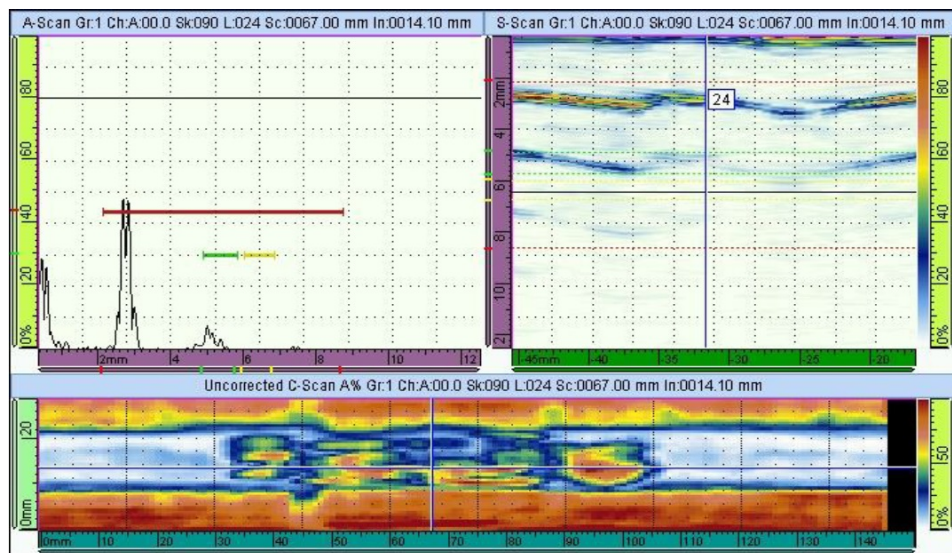 A-Scan Gr:1 Ch:A:00.0 Sk:090 L:024 Sc:0067.00 mm In:0014.10 mm
S-Scan Gr:1 Ch:A:00.0 Sk:090 L:024 Sc:0067.00 mm In:0014.10 mm
80
60
40
20
0%
2mm 4 6 8 10 12
2mm
4
6
8
10
12
24
-45mm -40 -35 -30 -25 -20
80
60
40
20
0%
Uncorrected C-Scan A% Gr:1 Ch:A:00.0 Sk:090 L:024 Sc:0067.00 mm In:0014.10 mm
20
0mm
0mm 10 20 30 40 50 60 70 80 90 100 110 120 130 140
50
0%